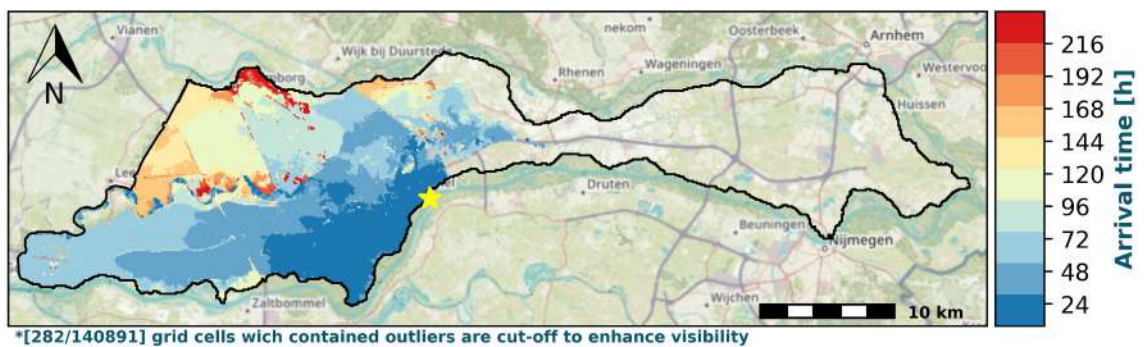 Vianen
nekom
Oosterbeek
Arnhem
Wijk bij Duurstede
Wageningen
Westervoo
Rhenen
Huissen
N
Lee
el
Druten
Beuningen
Nijmegen
Zaltbommel
Wijchen
10 km
216
192
168
144
120
96
72
48
24
Arrival time [h]
*[282/140891] grid cells wich contained outliers are cut-off to enhance visibility